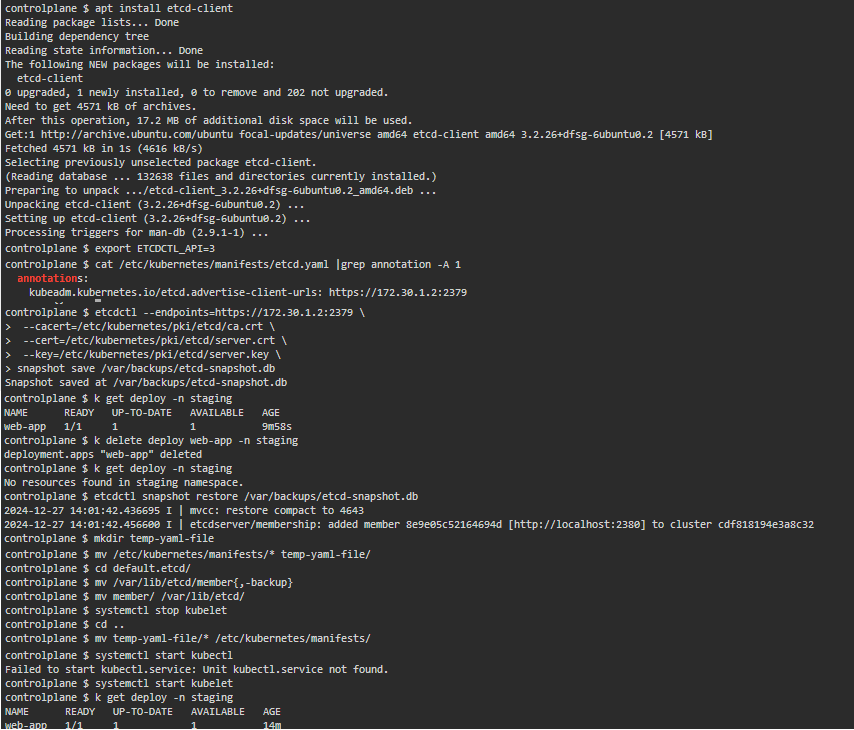 controlplane $ apt install etcd-client
Reading package lists... Done
Building dependency tree
Reading state information... Done
The following NEW packages will be installed:
  etcd-client
0 upgraded, 1 newly installed, 0 to remove and 202 not upgraded.
Need to get 4571 kB of archives.
After this operation, 17.2 MB of additional disk space will be used.
Get:1 http://archive.ubuntu.com/ubuntu focal-updates/universe amd64 etcd-client amd64 3.2.26+dfsg-6ubuntu0.2 [4571 kB]
Fetched 4571 kB in 1s (4616 kB/s)
Selecting previously unselected package etcd-client.
(Reading database ... 132638 files and directories currently installed.)
Preparing to unpack .../etcd-client_3.2.26+dfsg-6ubuntu0.2_amd64.deb ...
Unpacking etcd-client (3.2.26+dfsg-6ubuntu0.2) ...
Setting up etcd-client (3.2.26+dfsg-6ubuntu0.2) ...
Processing triggers for man-db (2.9.1-1) ...
controlplane $ export ETCDCTL_API=3
controlplane $ cat /etc/kubernetes/manifests/etcd.yaml |grep annotation -A 1
  annotations:
    kubeadm.kubernetes.io/etcd.advertise-client-urls: https://172.30.1.2:2379
controlplane $ etcdctl --endpoints=https://172.30.1.2:2379 \
>  --cacert=/etc/kubernetes/pki/etcd/ca.crt \
>  --cert=/etc/kubernetes/pki/etcd/server.crt \
>  --key=/etc/kubernetes/pki/etcd/server.key \
> snapshot save /var/backups/etcd-snapshot.db
Snapshot saved at /var/backups/etcd-snapshot.db
controlplane $ k get deploy -n staging
NAME      READY   UP-TO-DATE   AVAILABLE   AGE
web-app   1/1     1            1           9m58s
controlplane $ k delete deploy web-app -n staging
deployment.apps "web-app" deleted
controlplane $ k get deploy -n staging
No resources found in staging namespace.
controlplane $ etcdctl snapshot restore /var/backups/etcd-snapshot.db
2024-12-27 14:01:42.436695 I | mvcc: restore compact to 4643
2024-12-27 14:01:42.456600 I | etcdserver/membership: added member 8e9e05c52164694d [http://localhost:2380] to cluster cdf818194e3a8c32
controlplane $ mkdir temp-yaml-file
controlplane $ mv /etc/kubernetes/manifests/* temp-yaml-file/
controlplane $ cd default.etcd/
controlplane $ mv /var/lib/etcd/member{,-backup}
controlplane $ mv member/ /var/lib/etcd/
controlplane $ systemctl stop kubelet
controlplane $ cd ..
controlplane $ mv temp-yaml-file/* /etc/kubernetes/manifests/
controlplane $ systemctl start kubectl
Failed to start kubectl.service: Unit kubectl.service not found.
controlplane $ systemctl start kubelet
controlplane $ k get deploy -n staging
NAME      READY   UP-TO-DATE   AVAILABLE   AGE
web-app   1/1     1            1           14m